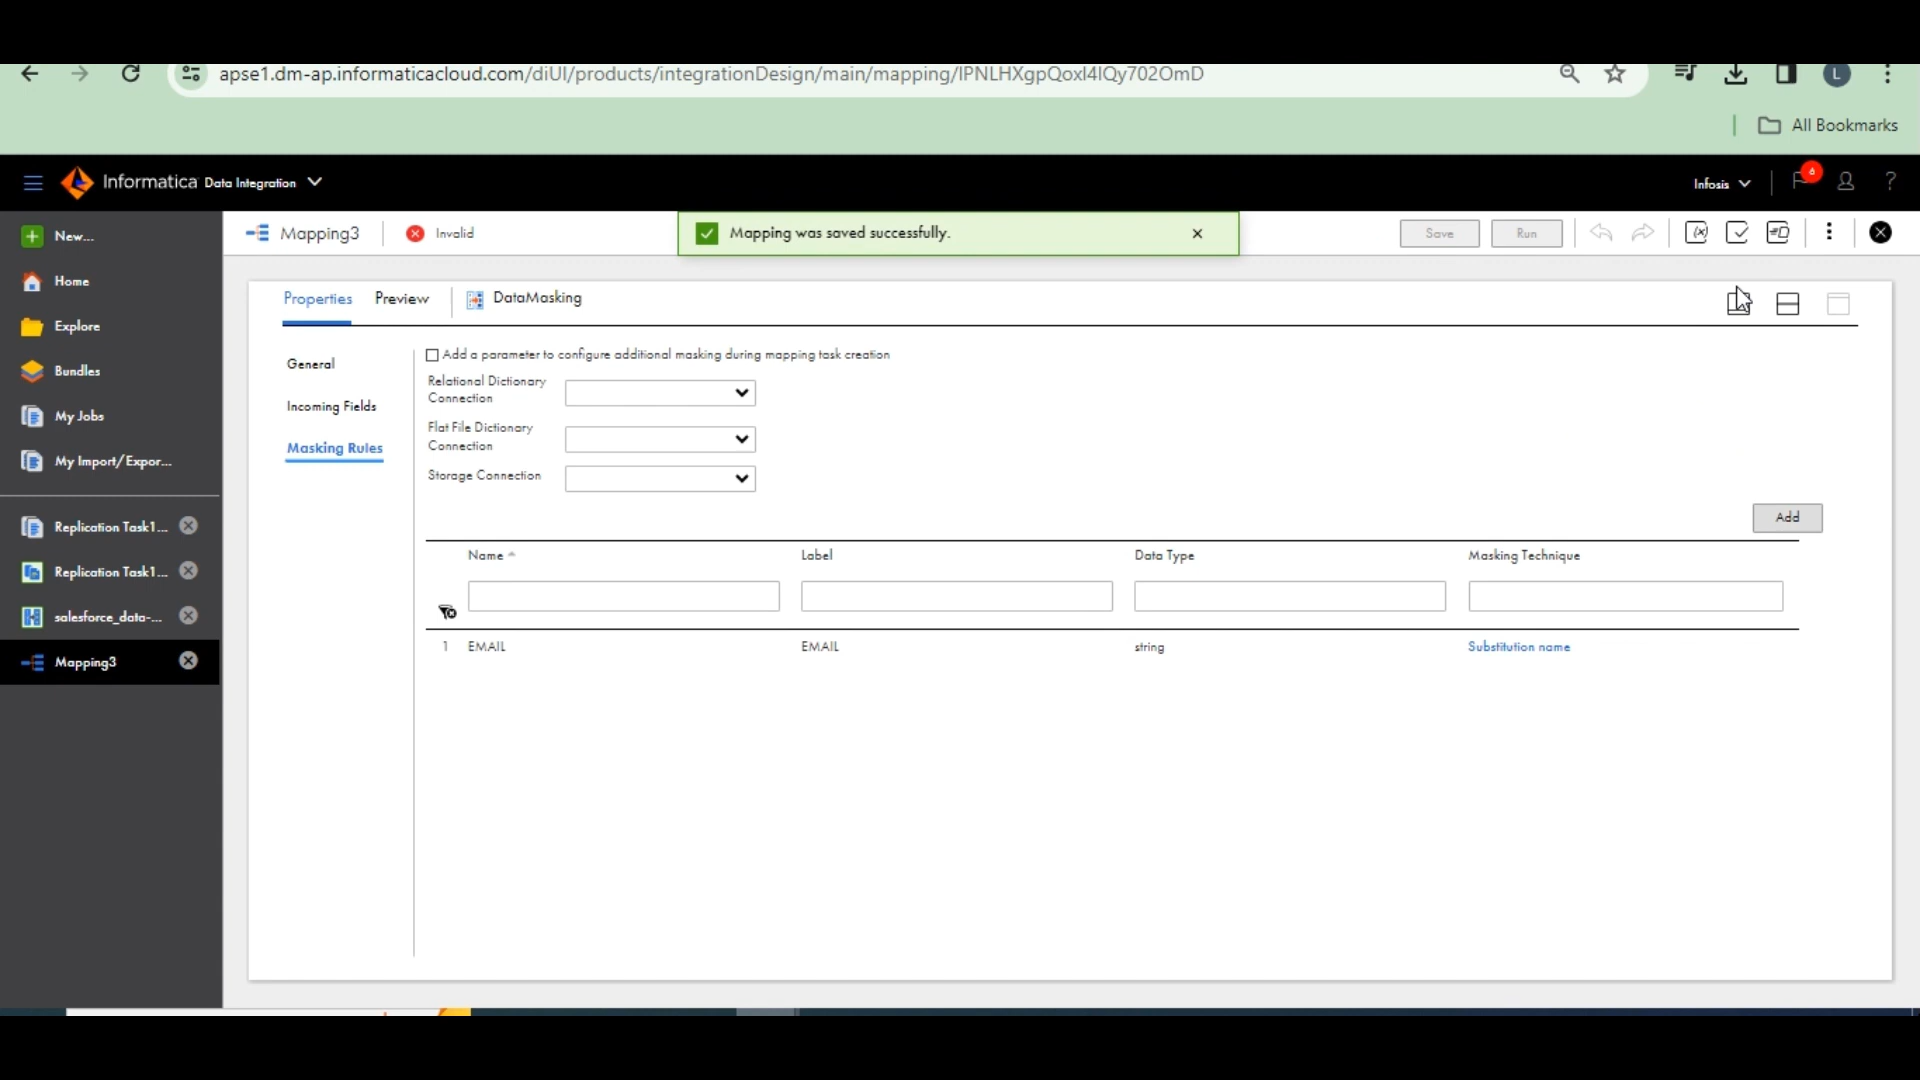 apse1.dm-ap.informaticacloud.com/diUI/products/integrationDesign/main/mapping/lPNLHXgpQoxl4lQy702OmD
L
All Bookmarks
Informatica Data Integration
Infosis
6
?
New...
Mapping3
Invalid
Mapping was saved successfully.
Save
Run
Home
Explore
Bundles
My Jobs
My Import/Expor...
Replication Task1...
Replication Task1...
salesforce_data-...
Mapping3
Properties
Preview
DataMasking
General
Incoming Fields
Masking Rules
Add a parameter to configure additional masking during mapping task creation
Relational Dictionary
Connection
Flat File Dictionary
Connection
Storage Connection
Add
Name
Label
Data Type
Masking Technique
1 EMAIL EMAIL string Substitution name